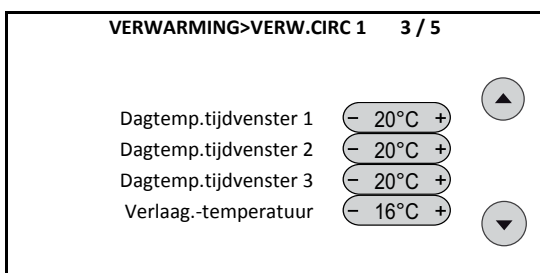 VERWARMING>VERW.CIRC 1 3 / 5
Dagtemp.tijdvenster 1 − 20°C +
Dagtemp.tijdvenster 2 − 20°C +
Dagtemp.tijdvenster 3 − 20°C +
Verlaag.-temperatuur − 16°C +